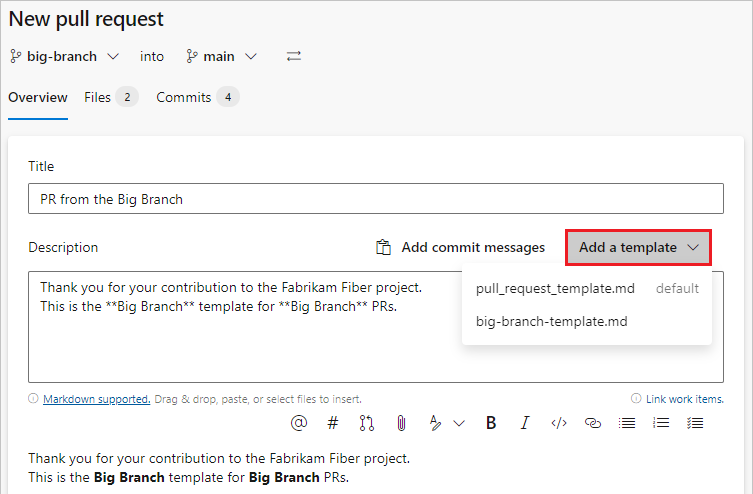 New pull request
big-branch into main
Overview Files 2 Commits 4
Title
PR from the Big Branch
Description Add commit messages Add a template
Thank you for your contribution to the Fabrikam Fiber project.
This is the **Big Branch** template for **Big Branch** PRs.
pull_request_template.md default
big-branch-template.md
Markdown supported. Drag & drop, paste, or select files to insert. Link work items.
@ # B I </>
Thank you for your contribution to the Fabrikam Fiber project.
This is the Big Branch template for Big Branch PRs.